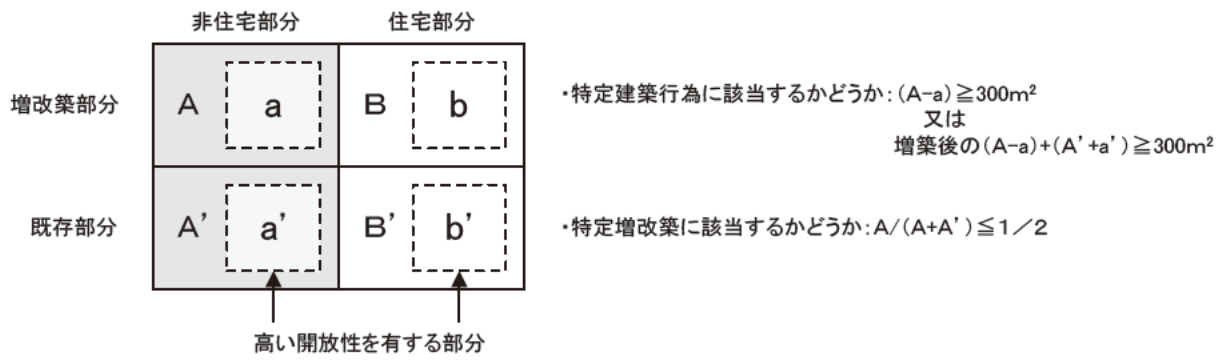 非住宅部分 住宅部分
増改築部分 A a B b
・特定建築行為に該当するかどうか：(A-a)≧300m²
又は
増築後の(A-a)+(A'+a')≧300m²
既存部分 A' a' B' b'
・特定増改築に該当するかどうか：A/(A+A')≦1／2
高い開放性を有する部分